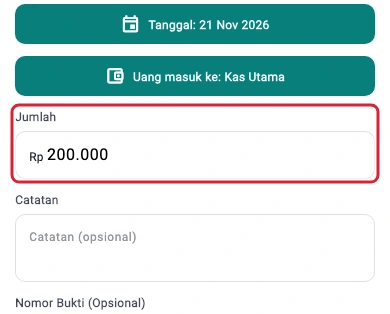 Tanggal: 21 Nov 2026
Uang masuk ke: Kas Utama
Jumlah
Rp 200.000
Catatan
Catatan (opsional)
Nomor Bukti (Opsional)